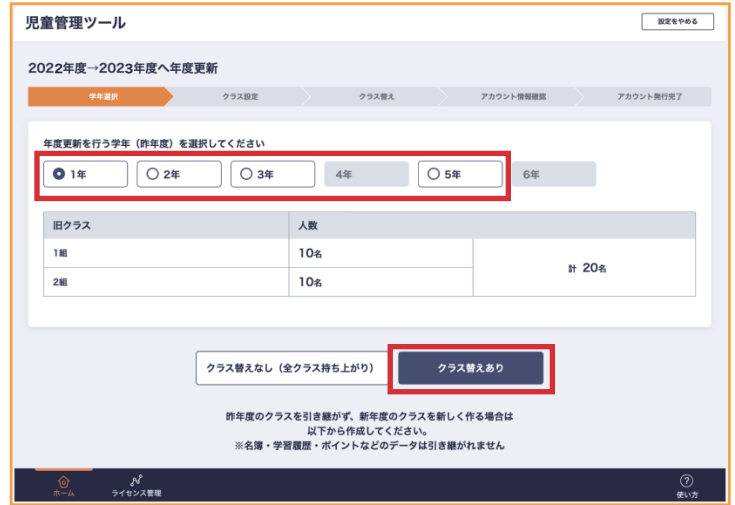 児童管理ツール
設定をやめる
2022年度→2023年度へ年度更新
学年選択
クラス設定
クラス替え
アカウント情報確認
アカウント発行完了
年度更新を行う学年（昨年度）を選択してください
1年
2年
3年
4年
5年
6年
旧クラス
人数
1組
10名
計 20名
2組
10名
クラス替えなし（全クラス持ち上がり）
クラス替えあり
昨年度のクラスを引き継がず、新年度のクラスを新しく作る場合は
以下から作成してください。
※名簿・学習履歴・ポイントなどのデータは引き継がれません
ホーム
ライセンス管理
使い方